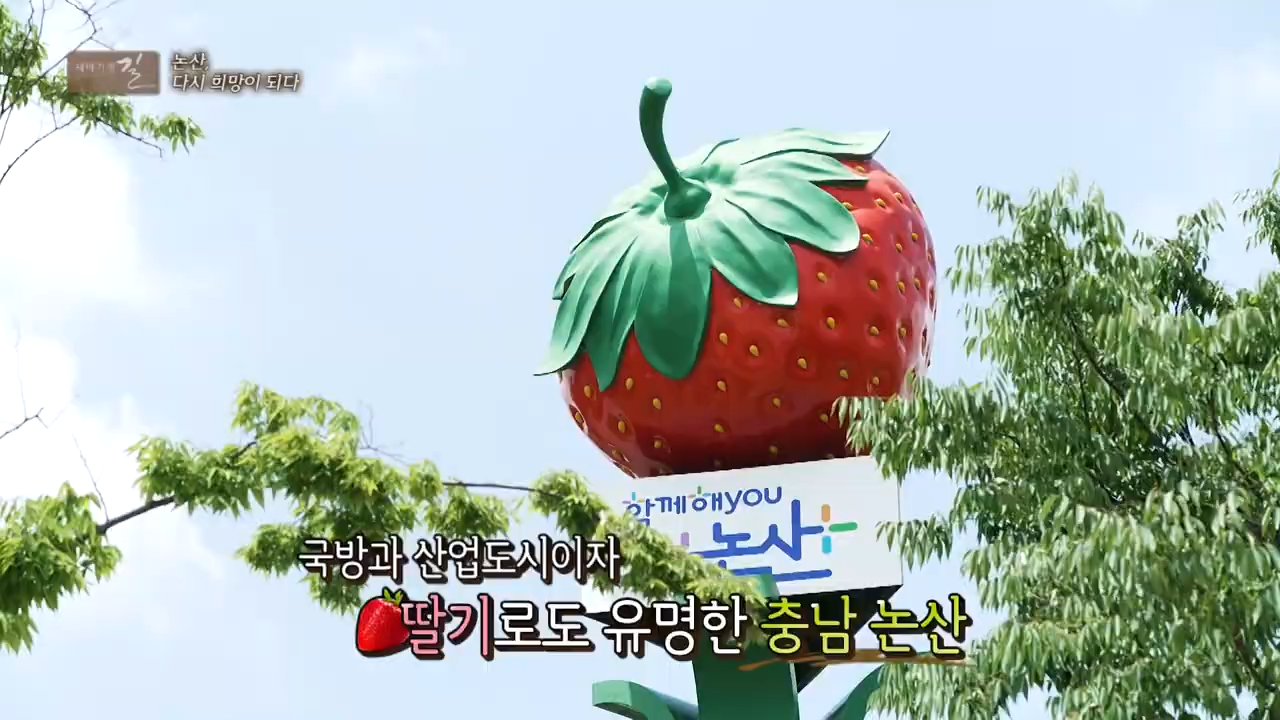 길
논산,
다시 희망이 되다
함께해you
논산
국방과 산업도시이자
딸기로도 유명한 충남 논산